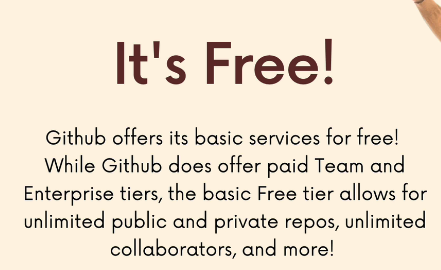 It's Free!
Github offers its basic services for free!
While Github does offer paid Team and
Enterprise tiers, the basic Free tier allows for
unlimited public and private repos, unlimited
collaborators, and more!